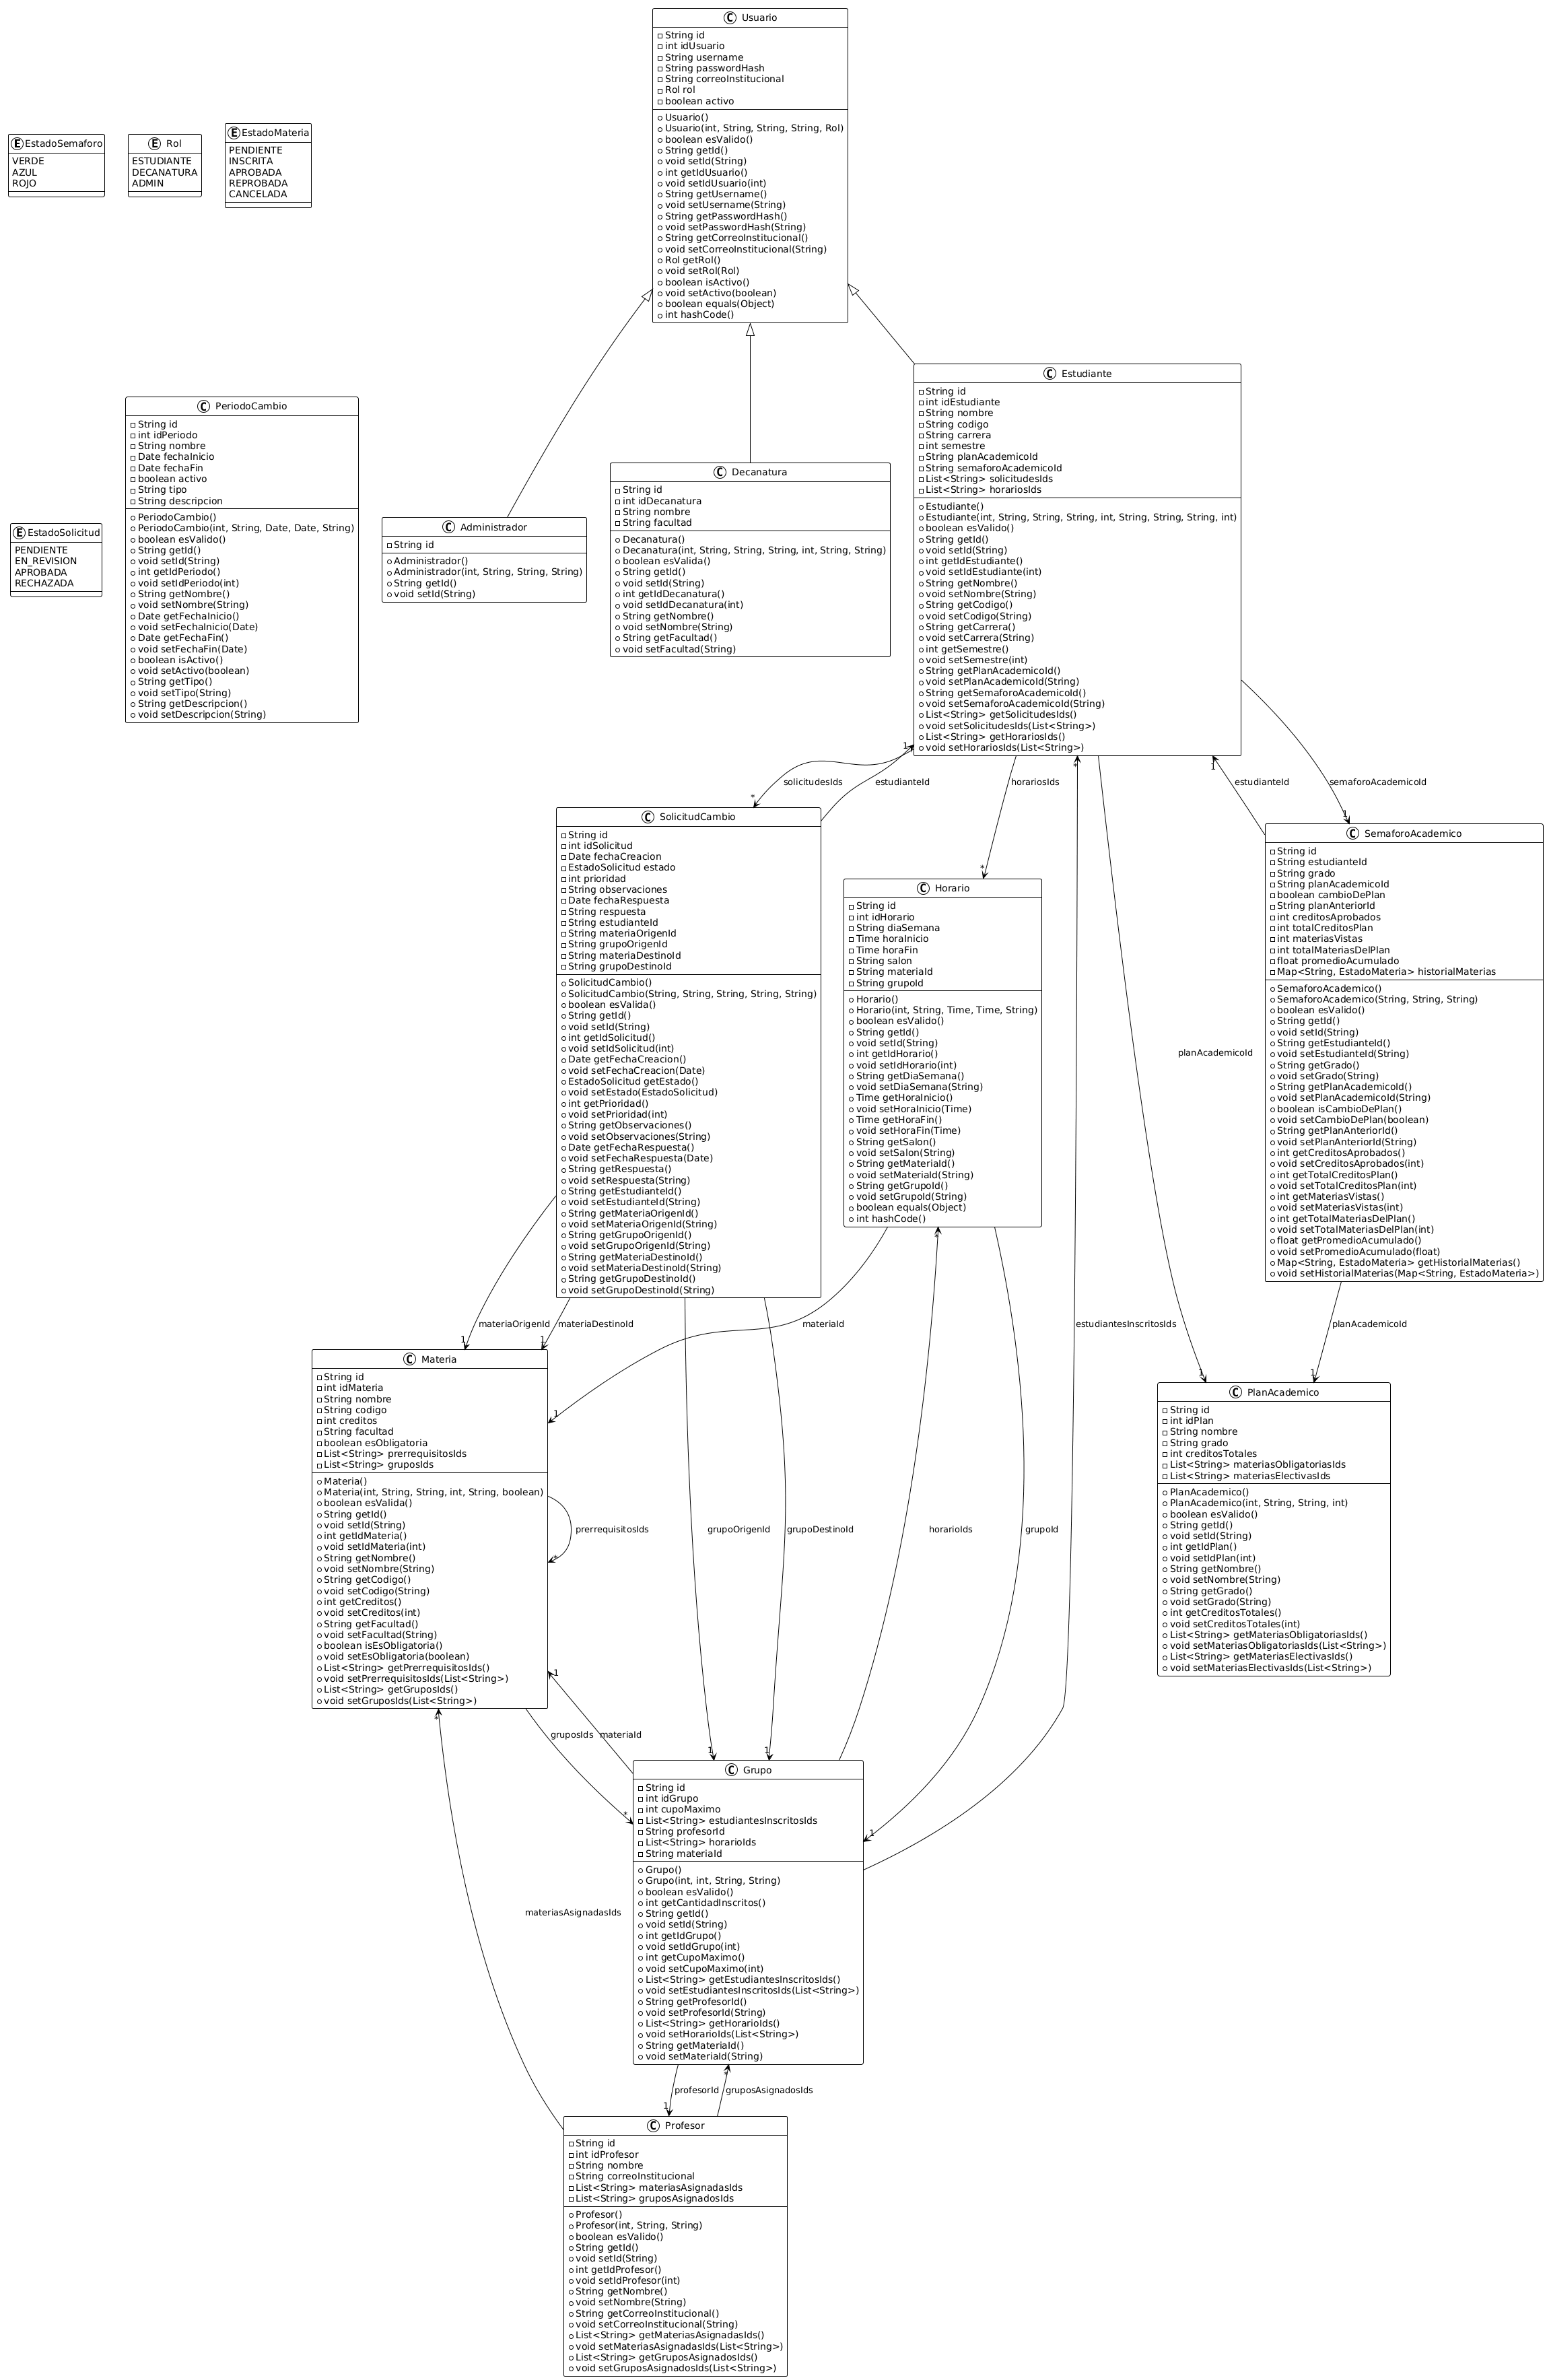 Usuario
String id
int idUsuario
String username
String passwordHash
String correoInstitucional
Rol rol
boolean activo
Usuario()
Usuario(int, String, String, String, Rol)
boolean esValido()
String getId()
void setId(String)
int getIdUsuario()
void setIdUsuario(int)
String getUsername()
void setUsername(String)
String getPasswordHash()
void setPasswordHash(String)
String getCorreoInstitucional()
void setCorreoInstitucional(String)
Rol getRol()
void setRol(Rol)
boolean isActivo()
void setActivo(boolean)
boolean equals(Object)
int hashCode()
EstadoSemaforo
VERDE
AZUL
ROJO
Rol
ESTUDIANTE
DECANATURA
ADMIN
EstadoMateria
PENDIENTE
INSCRITA
APROBADA
REPROBADA
CANCELADA
EstadoSolicitud
PENDIENTE
EN_REVISION
APROBADA
RECHAZADA
PeriodoCambio
String id
int idPeriodo
String nombre
Date fechaInicio
Date fechaFin
boolean activo
String tipo
String descripcion
PeriodoCambio()
PeriodoCambio(int, String, Date, Date, String)
boolean esValido()
String getId()
void setId(String)
int getIdPeriodo()
void setIdPeriodo(int)
String getNombre()
void setNombre(String)
Date getFechaInicio()
void setFechaInicio(Date)
Date getFechaFin()
void setFechaFin(Date)
boolean isActivo()
void setActivo(boolean)
String getTipo()
void setTipo(String)
String getDescripcion()
void setDescripcion(String)
Administrador
String id
Administrador()
Administrador(int, String, String, String)
String getId()
void setId(String)
Decanatura
String id
int idDecanatura
String nombre
String facultad
Decanatura()
Decanatura(int, String, String, String, int, String, String)
boolean esValida()
String getId()
void setId(String)
int getIdDecanatura()
void setIdDecanatura(int)
String getNombre()
void setNombre(String)
String getFacultad()
void setFacultad(String)
Estudiante
String id
int idEstudiante
String nombre
String codigo
String carrera
int semestre
String planAcademicoId
String semaforoAcademicoId
List<String> solicitudesIds
List<String> horariosIds
Estudiante()
Estudiante(int, String, String, String, int, String, String, String, int)
boolean esValido()
String getId()
void setId(String)
int getIdEstudiante()
void setIdEstudiante(int)
String getNombre()
void setNombre(String)
String getCodigo()
void setCodigo(String)
String getCarrera()
void setCarrera(String)
int getSemestre()
void setSemestre(int)
String getPlanAcademicoId()
void setPlanAcademicoId(String)
String getSemaforoAcademicoId()
void setSemaforoAcademicoId(String)
List<String> getSolicitudesIds()
void setSolicitudesIds(List<String>)
List<String> getHorariosIds()
void setHorariosIds(List<String>)
1
*
1
solicitudesIds
estudianteId
horariosIds
estudianteId
semaforoAcademicoId
*
*
1
SolicitudCambio
String id
int idSolicitud
Date fechaCreacion
EstadoSolicitud estado
int prioridad
String observaciones
Date fechaRespuesta
String respuesta
String estudianteId
String materiaOrigenId
String grupoOrigenId
String materiaDestinoId
String grupoDestinoId
SolicitudCambio()
SolicitudCambio(String, String, String, String, String)
boolean esValida()
String getId()
void setId(String)
int getIdSolicitud()
void setIdSolicitud(int)
Date getFechaCreacion()
void setFechaCreacion(Date)
EstadoSolicitud getEstado()
void setEstado(EstadoSolicitud)
int getPrioridad()
void setPrioridad(int)
String getObservaciones()
void setObservaciones(String)
Date getFechaRespuesta()
void setFechaRespuesta(Date)
String getRespuesta()
void setRespuesta(String)
String getEstudianteId()
void setEstudianteId(String)
String getMateriaOrigenId()
void setMateriaOrigenId(String)
String getGrupoOrigenId()
void setGrupoOrigenId(String)
String getMateriaDestinoId()
void setMateriaDestinoId(String)
String getGrupoDestinoId()
void setGrupoDestinoId(String)
Horario
String id
int idHorario
String diaSemana
Time horaInicio
Time horaFin
String salon
String materiaId
String grupoId
Horario()
Horario(int, String, Time, Time, String)
boolean esValido()
String getId()
void setId(String)
int getIdHorario()
void setIdHorario(int)
String getDiaSemana()
void setDiaSemana(String)
Time getHoraInicio()
void setHoraInicio(Time)
Time getHoraFin()
void setHoraFin(Time)
String getSalon()
void setSalon(String)
String getMateriaId()
void setMateriaId(String)
String getGrupoId()
void setGrupoId(String)
boolean equals(Object)
int hashCode()
*
SemaforoAcademico
String id
String estudianteId
String grado
String planAcademicoId
boolean cambioDePlan
String planAnteriorId
int creditosAprobados
int totalCreditosPlan
int materiasVistas
int totalMateriasDelPlan
float promedioAcumulado
Map<String, EstadoMateria> historialMaterias
SemaforoAcademico()
SemaforoAcademico(String, String, String)
boolean esValido()
String getId()
void setId(String)
String getEstudianteId()
void setEstudianteId(String)
String getGrado()
void setGrado(String)
String getPlanAcademicoId()
void setPlanAcademicoId(String)
boolean isCambioDePlan()
void setCambioDePlan(boolean)
String getPlanAnteriorId()
void setPlanAnteriorId(String)
int getCreditosAprobados()
void setCreditosAprobados(int)
int getTotalCreditosPlan()
void setTotalCreditosPlan(int)
int getMateriasVistas()
void setMateriasVistas(int)
int getTotalMateriasDelPlan()
void setTotalMateriasDelPlan(int)
float getPromedioAcumulado()
void setPromedioAcumulado(float)
Map<String, EstadoMateria> getHistorialMaterias()
void setHistorialMaterias(Map<String, EstadoMateria>)
planAcademicoId
materiaOrigenId
materiaDestinoId
materiaId
estudiantesInscritosIds
planAcademicoId
1
1
1
1
Materia
String id
int idMateria
String nombre
String codigo
int creditos
String facultad
boolean esObligatoria
List<String> prerrequisitosIds
List<String> gruposIds
Materia()
Materia(int, String, String, int, String, boolean)
boolean esValida()
String getId()
void setId(String)
int getIdMateria()
void setIdMateria(int)
String getNombre()
void setNombre(String)
String getCodigo()
void setCodigo(String)
int getCreditos()
void setCreditos(int)
String getFacultad()
void setFacultad(String)
boolean isEsObligatoria()
void setEsObligatoria(boolean)
List<String> getPrerrequisitosIds()
void setPrerrequisitosIds(List<String>)
List<String> getGruposIds()
void setGruposIds(List<String>)
1
*
1
*
prerrequisitosIds
grupoOrigenId
grupoDestinoId
horarioIds
grupoId
PlanAcademico
String id
int idPlan
String nombre
String grado
int creditosTotales
List<String> materiasObligatoriasIds
List<String> materiasElectivasIds
PlanAcademico()
PlanAcademico(int, String, String, int)
boolean esValido()
String getId()
void setId(String)
int getIdPlan()
void setIdPlan(int)
String getNombre()
void setNombre(String)
String getGrado()
void setGrado(String)
int getCreditosTotales()
void setCreditosTotales(int)
List<String> getMateriasObligatoriasIds()
void setMateriasObligatoriasIds(List<String>)
List<String> getMateriasElectivasIds()
void setMateriasElectivasIds(List<String>)
gruposIds
materiaId
1
1
*
1
Grupo
String id
int idGrupo
int cupoMaximo
List<String> estudiantesInscritosIds
String profesorId
List<String> horarioIds
String materiaId
Grupo()
Grupo(int, int, String, String)
boolean esValido()
int getCantidadInscritos()
String getId()
void setId(String)
int getIdGrupo()
void setIdGrupo(int)
int getCupoMaximo()
void setCupoMaximo(int)
List<String> getEstudiantesInscritosIds()
void setEstudiantesInscritosIds(List<String>)
String getProfesorId()
void setProfesorId(String)
List<String> getHorarioIds()
void setHorarioIds(List<String>)
String getMateriaId()
void setMateriaId(String)
materiasAsignadasIds
*
profesorId
gruposAsignadosIds
1
Profesor
String id
int idProfesor
String nombre
String correoInstitucional
List<String> materiasAsignadasIds
List<String> gruposAsignadosIds
Profesor()
Profesor(int, String, String)
boolean esValido()
String getId()
void setId(String)
int getIdProfesor()
void setIdProfesor(int)
String getNombre()
void setNombre(String)
String getCorreoInstitucional()
void setCorreoInstitucional(String)
List<String> getMateriasAsignadasIds()
void setMateriasAsignadasIds(List<String>)
List<String> getGruposAsignadosIds()
void setGruposAsignadosIds(List<String>)